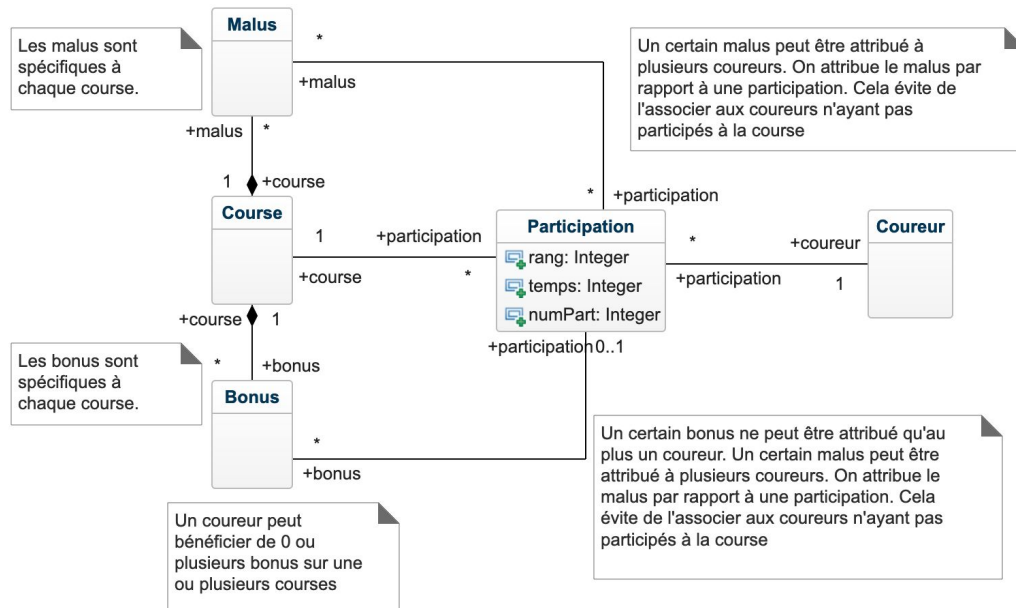 Malus
*
+malus
Les malus sont
spécifiques à
chaque course.
Un certain malus peut être attribué à
plusieurs coureurs. On attribue le malus par
rapport à une participation. Cela évite de
l'associer aux coureurs n'ayant pas
participés à la course
+malus *
1 +course
Course
1 +participation
+course *
* +participation
Participation
rang: Integer
temps: Integer
numPart: Integer
* +coureur
+participation 1
Coureur
+course 1
* +bonus
+participation 0..1
Les bonus sont
spécifiques à
chaque course.
Bonus
*
+bonus
Un certain bonus ne peut être attribué qu'au
plus un coureur. Un certain malus peut être
attribué à plusieurs coureurs. On attribue le
malus par rapport à une participation. Cela
évite de l'associer aux coureurs n'ayant pas
participés à la course
Un coureur peut
bénéficier de 0 ou
plusieurs bonus sur une
ou plusieurs courses